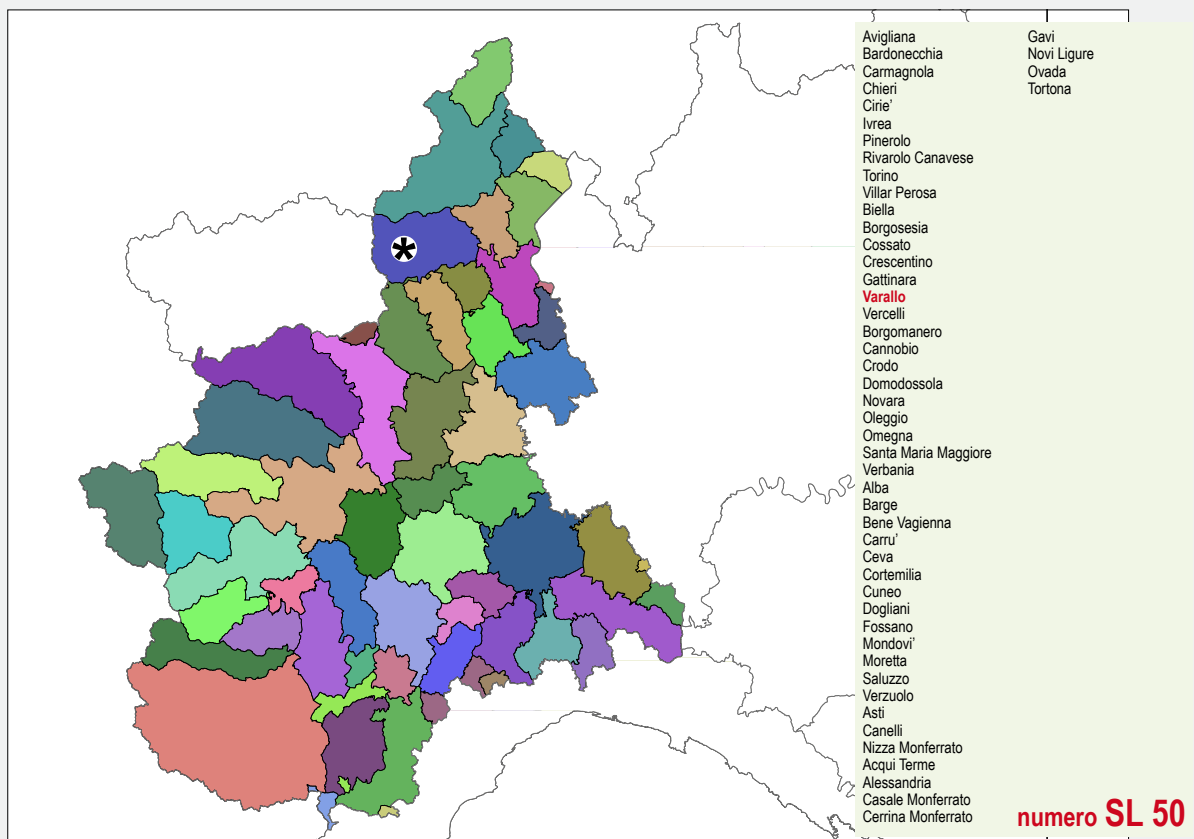 Avigliana
Bardonecchia
Carmagnola
Chieri
Cirie'
Ivrea
Pinerolo
Rivarolo Canavese
Torino
Villar Perosa
Biella
Borgosesia
Cossato
Crescentino
Gattinara
Varallo
Vercelli
Borgomanero
Cannobio
Crodo
Domodossola
Novara
Oleggio
Omegna
Santa Maria Maggiore
Verbania
Alba
Barge
Bene Vagienna
Carru'
Ceva
Cortemilia
Cuneo
Dogliani
Fossano
Mondovi'
Moretta
Saluzzo
Verzuolo
Asti
Canelli
Nizza Monferrato
Acqui Terme
Alessandria
Casale Monferrato
Cerrina Monferrato
Gavi
Novi Ligure
Ovada
Tortona
numero SL 50